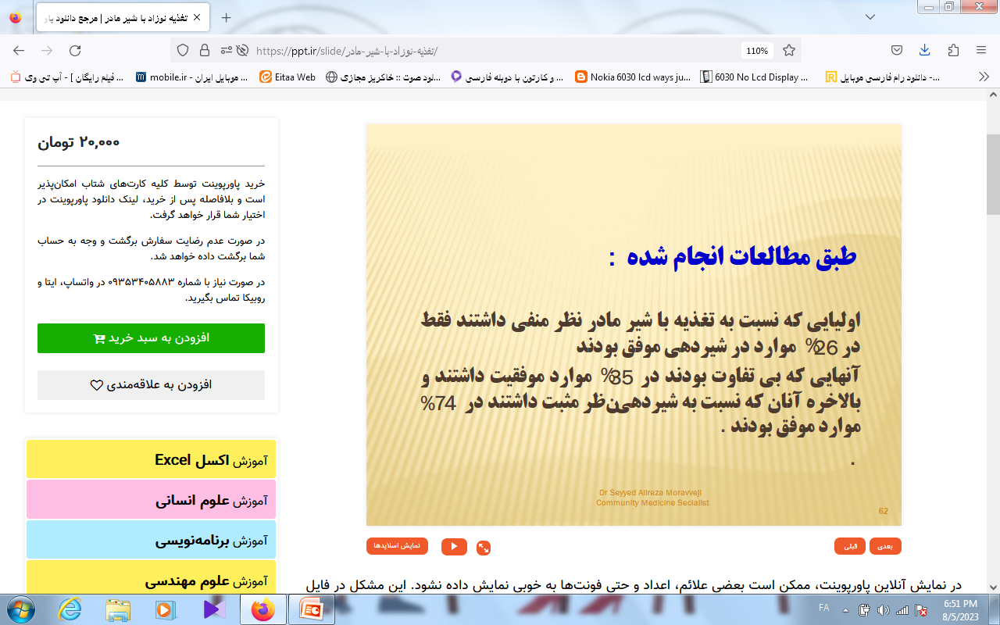 تغذیه نوزاد با شیر مادر | مرجع دانلود پاو
https://ppt.ir/slide/تغذیه-نوزاد-با-شیر-مادر/
110%
فیلم رایگان ] - آپ تی وی ...
mobile.ir - موبایل ایران ...
Eitaa Web
لود صوت :: خاکریز مجازی...
و کارتون با دوبله فارسی ...
Nokia 6030 lcd ways ju...
6030 No Lcd Display ...
- دانلود رام فارسی موبایل...
۲۰,۰۰۰ تومان
خرید پاورپوینت توسط کلیه کارت‌های شتاب امکان‌پذیر
است و بلافاصله پس از خرید، لینک دانلود پاورپوینت در
اختیار شما قرار خواهد گرفت.
در صورت عدم رضایت سفارش برگشت و وجه به حساب
شما برگشت داده خواهد شد.
در صورت نیاز با شماره ۰۹۳۵۳۴۰۵۸۸۳ در واتساپ، ایتا و
روبیکا تماس بگیرید.
افزودن به سبد خرید
افزودن به علاقه‌مندی
آموزش اکسل Excel
آموزش علوم انسانی
آموزش برنامه‌نویسی
آموزش علوم مهندسی
طبق مطالعات انجام شده :
اولیایی که نسبت به تغذیه با شیر مادر نظر منفی داشتند فقط
در 26% موارد در شیردهی موفق بودند
آنهایی که بی تفاوت بودند در 35% موارد موفقیت داشتند و
بالاخره آنان که نسبت به شیردهی‌نظر مثبت داشتند در 74%
موارد موفق بودند .
.
Dr Seyyed Alireza Moravveji
Community Medicine Secialist
62
نمایش اسلایدها
قبلی
بعدی
در نمایش آنلاین پاورپوینت، ممکن است بعضی علائم، اعداد و حتی فونت‌ها به خوبی نمایش داده نشود. این مشکل در فایل
FA
6:51 PM
8/5/2023